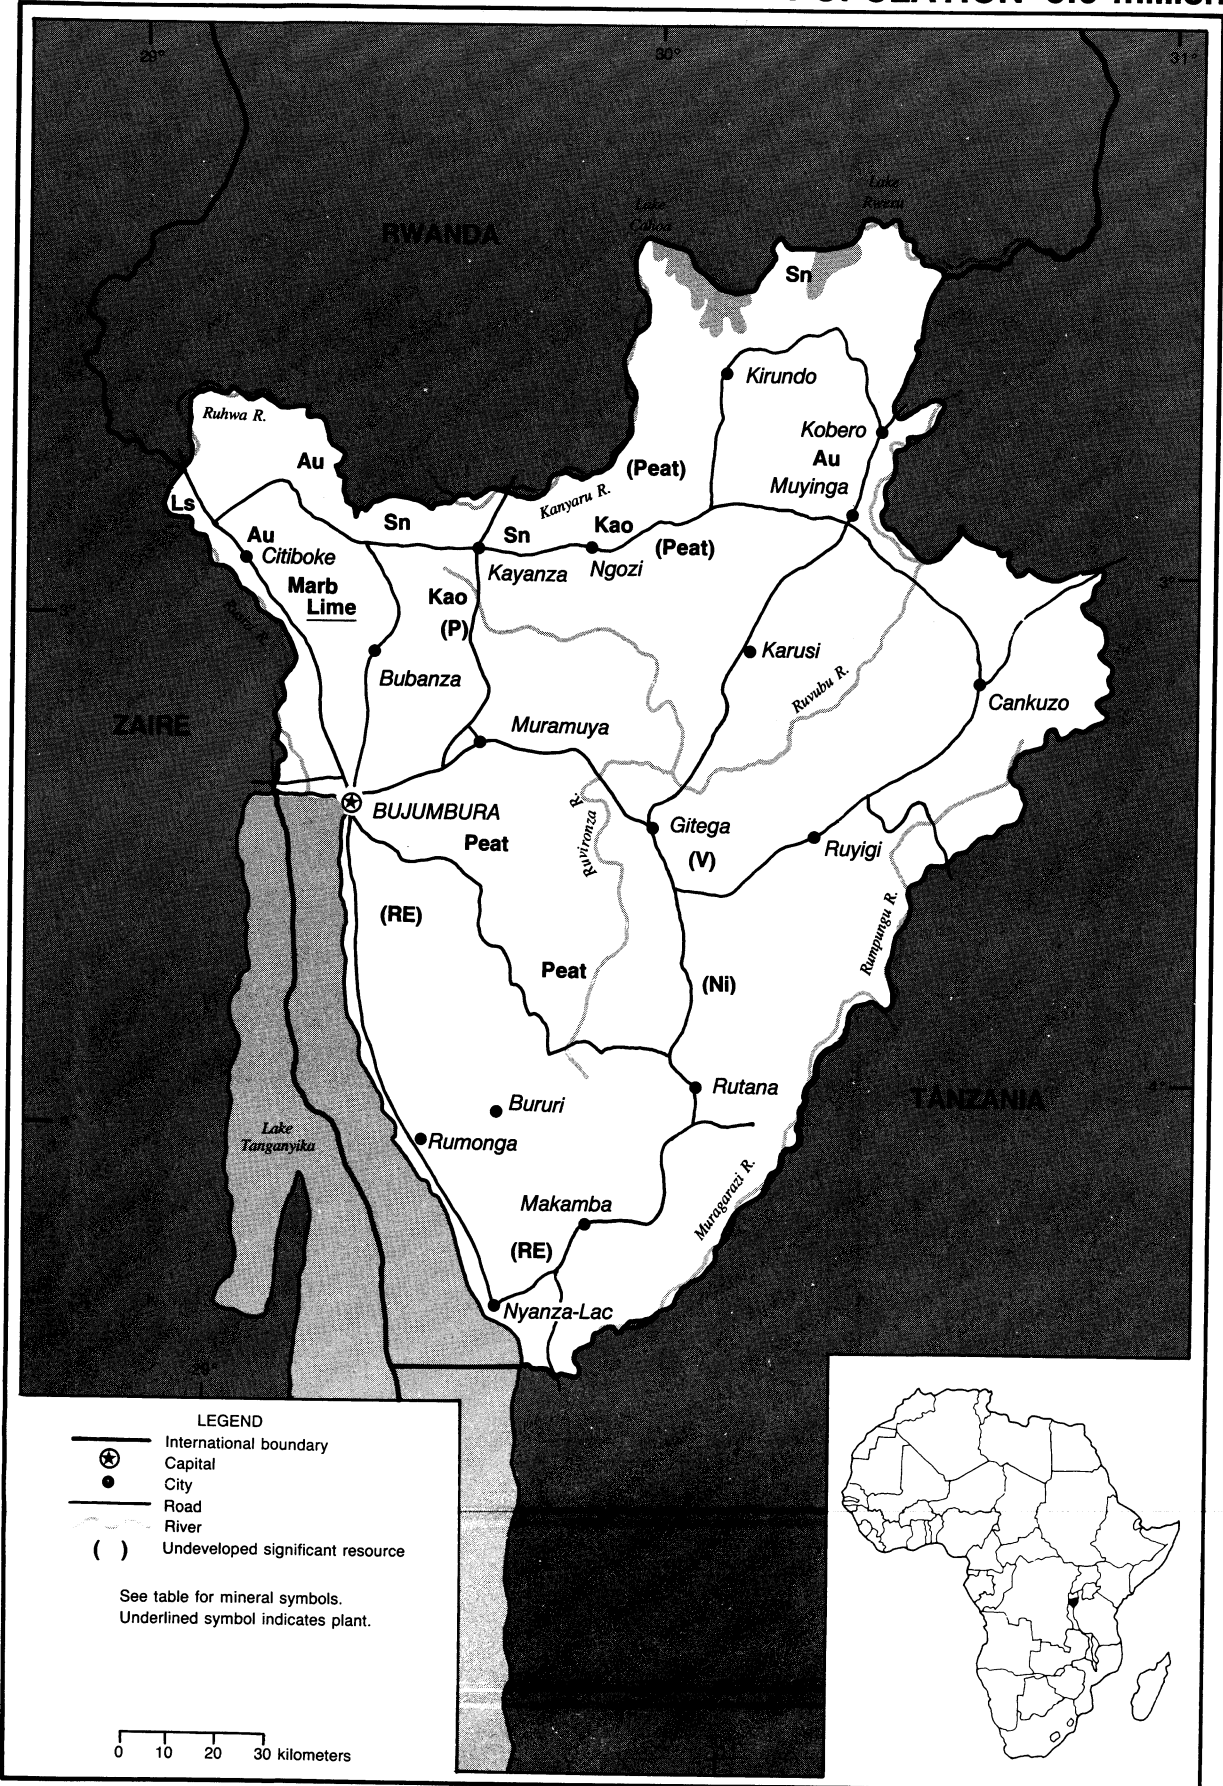 29°
30°
31°
Lake
Rweru
Lake
Cohoa
RWANDA
Sn
Kirundo
Ruhwa R.
Kobero
Au
Au
(Peat)
Muyinga
Kanyaru R.
Ls
Sn
Sn
Kao
Au
(Peat)
Citiboke
Kayanza
Ngozi
3°
Marb
Lime
Kao
3°
(P)
Karusi
Bubanza
Ruvubu R.
Cankuzo
ZAIRE
Muramuya
BUJUMBURA
Ruvironza R.
Gitega
Peat
(V)
Ruyigi
(RE)
Rumpungu R.
Peat
(Ni)
Rutana
4°
TANZANIA
Bururi
4°
Lake
Tanganyika
Rumonga
Muragarazi R.
Makamba
(RE)
Nyanza-Lac
LEGEND
International boundary
Capital
City
Road
River
( ) Undeveloped significant resource
See table for mineral symbols.
Underlined symbol indicates plant.
0 10 20 30 kilometers